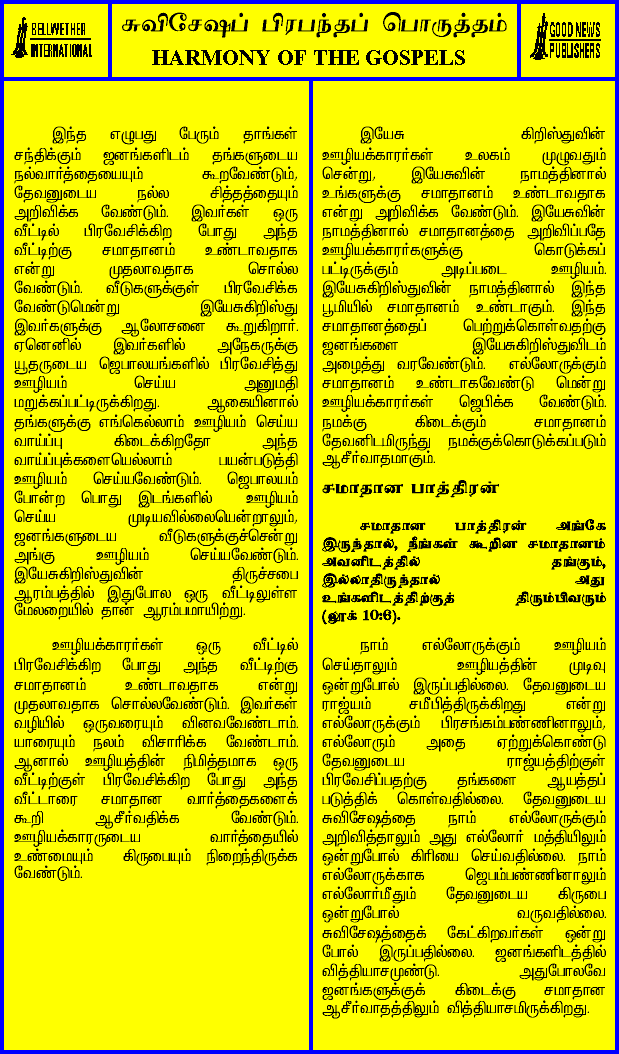 BELLWETHER
INTERNATIONAL
சுவிசேஷப் பிரபந்தப் பொருத்தம்
HARMONY OF THE GOSPELS
GOOD NEWS
PUBLISHERS
இந்த எழுபது பேரும் தாங்கள்
சந்திக்கும் ஜனங்களிடம் தங்களுடைய
நல்வார்த்தையையும் கூறவேண்டும்,
தேவனுடைய நல்ல சித்தத்தையும்
அறிவிக்க வேண்டும். இவர்கள் ஒரு
வீட்டில் பிரவேசிக்கிற போது அந்த
வீட்டிற்கு சமாதானம் உண்டாவதாக
என்று முதலாவதாக சொல்ல
வேண்டும். வீடுகளுக்குள் பிரவேசிக்க
வேண்டுமென்று இயேசுகிறிஸ்து
இவர்களுக்கு ஆலோசனை கூறுகிறார்.
ஏனெனில் இவர்களில் அநேகருக்கு
யூதருடைய ஜெபாலயங்களில் பிரவேசித்து
ஊழியம் செய்ய அனுமதி
மறுக்கப்பட்டிருக்கிறது. ஆகையினால்
தங்களுக்கு எங்கெல்லாம் ஊழியம் செய்ய
வாய்ப்பு கிடைக்கிறதோ அந்த
வாய்ப்புக்களையெல்லாம் பயன்படுத்தி
ஊழியம் செய்யவேண்டும். ஜெபாலயம்
போன்ற பொது இடங்களில் ஊழியம்
செய்ய முடியவில்லையென்றாலும்,
ஜனங்களுடைய வீடுகளுக்குச்சென்று
அங்கு ஊழியம் செய்யவேண்டும்.
இயேசுகிறிஸ்துவின் திருச்சபை
ஆரம்பத்தில் இதுபோல ஒரு வீட்டிலுள்ள
மேலறையில் தான் ஆரம்பமாயிற்று.
ஊழியக்காரர்கள் ஒரு வீட்டில்
பிரவேசிக்கிற போது அந்த வீட்டிற்கு
சமாதானம் உண்டாவதாக என்று
முதலாவதாக சொல்லவேண்டும். இவர்கள்
வழியில் ஒருவரையும் வினவவேண்டாம்.
யாரையும் நலம் விசாரிக்க வேண்டாம்.
ஆனால் ஊழியத்தின் நிமித்தமாக ஒரு
வீட்டிற்குள் பிரவேசிக்கிற போது அந்த
வீட்டாரை சமாதான வார்த்தைகளைக்
கூறி ஆசீர்வதிக்க வேண்டும்.
ஊழியக்காரருடைய வார்த்தையில்
உண்மையும் கிருபையும் நிறைந்திருக்க
வேண்டும்.
இயேசு கிறிஸ்துவின்
ஊழியக்காரர்கள் உலகம் முழுவதும்
சென்று, இயேசுவின் நாமத்தினால்
உங்களுக்கு சமாதானம் உண்டாவதாக
என்று அறிவிக்க வேண்டும். இயேசுவின்
நாமத்தினால் சமாதானத்தை அறிவிப்பதே
ஊழியக்காரர்களுக்கு கொடுக்கப்
பட்டிருக்கும் அடிப்படை ஊழியம்.
இயேசுகிறிஸ்துவின் நாமத்தினால் இந்த
பூமியில் சமாதானம் உண்டாகும். இந்த
சமாதானத்தைப் பெற்றுக்கொள்வதற்கு
ஜனங்களை இயேசுகிறிஸ்துவிடம்
அழைத்து வரவேண்டும். எல்லோருக்கும்
சமாதானம் உண்டாகவேண்டு மென்று
ஊழியக்காரர்கள் ஜெபிக்க வேண்டும்.
நமக்கு கிடைக்கும் சமாதானம்
தேவனிடமிருந்து நமக்குக்கொடுக்கப்படும்
ஆசீர்வாதமாகும்.
சமாதான பாத்திரன்
சமாதான பாத்திரன் அங்கே
இருந்தால், நீங்கள் கூறின சமாதானம்
அவனிடத்தில் தங்கும்,
இல்லாதிருந்தால் அது
உங்களிடத்திற்குத் திரும்பிவரும்
(லூக் 10:6).
நாம் எல்லோருக்கும் ஊழியம்
செய்தாலும் ஊழியத்தின் முடிவு
ஒன்றுபோல் இருப்பதில்லை. தேவனுடைய
ராஜ்யம் சமீபித்திருக்கிறது என்று
எல்லோருக்கும் பிரசங்கம்பண்ணினாலும்,
எல்லோரும் அதை ஏற்றுக்கொண்டு
தேவனுடைய ராஜ்யத்திற்குள்
பிரவேசிப்பதற்கு தங்களை ஆயத்தப்
படுத்திக் கொள்வதில்லை. தேவனுடைய
சுவிசேஷத்தை நாம் எல்லோருக்கும்
அறிவித்தாலும் அது எல்லோர் மத்தியிலும்
ஒன்றுபோல் கிரியை செய்வதில்லை. நாம்
எல்லோருக்காக ஜெபம்பண்ணினாலும்
எல்லோர்மீதும் தேவனுடைய கிருபை
ஒன்றுபோல் வருவதில்லை.
சுவிசேஷத்தைக் கேட்கிறவர்கள் ஒன்று
போல் இருப்பதில்லை. ஜனங்களிடத்தில்
வித்தியாசமுண்டு. அதுபோலவே
ஜனங்களுக்குக் கிடைக்கு சமாதான
ஆசீர்வாதத்திலும் வித்தியாசமிருக்கிறது.